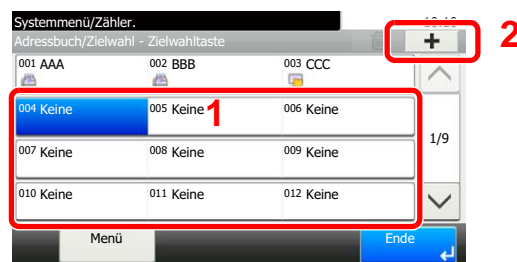 Systemmenü/Zähler.
Adressbuch/Zielwahl - Zielwahltaste
+ 2
001 AAA 002 BBB 003 CCC
004 Keine 005 Keine 1 006 Keine
1/9
007 Keine 008 Keine 009 Keine
010 Keine 011 Keine 012 Keine
Menü Ende